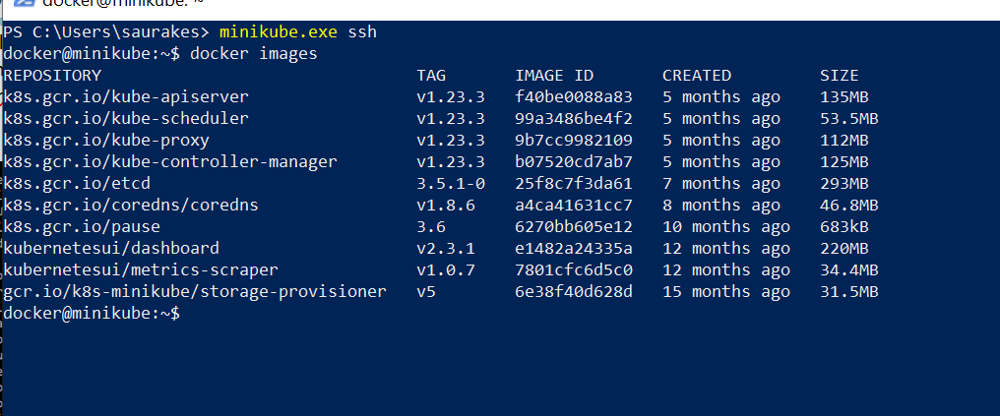 docker@minikube: ~
PS C:\Users\saurakes> minikube.exe ssh
docker@minikube:~$ docker images
REPOSITORY TAG IMAGE ID CREATED SIZE
k8s.gcr.io/kube-apiserver v1.23.3 f40be0088a83 5 months ago 135MB
k8s.gcr.io/kube-scheduler v1.23.3 99a3486be4f2 5 months ago 53.5MB
k8s.gcr.io/kube-proxy v1.23.3 9b7cc9982109 5 months ago 112MB
k8s.gcr.io/kube-controller-manager v1.23.3 b07520cd7ab7 5 months ago 125MB
k8s.gcr.io/etcd 3.5.1-0 25f8c7f3da61 7 months ago 293MB
k8s.gcr.io/coredns/coredns v1.8.6 a4ca41631cc7 8 months ago 46.8MB
k8s.gcr.io/pause 3.6 6270bb605e12 10 months ago 683kB
kubernetesui/dashboard v2.3.1 e1482a24335a 12 months ago 220MB
kubernetesui/metrics-scraper v1.0.7 7801cfc6d5c0 12 months ago 34.4MB
gcr.io/k8s-minikube/storage-provisioner v5 6e38f40d628d 15 months ago 31.5MB
docker@minikube:~$